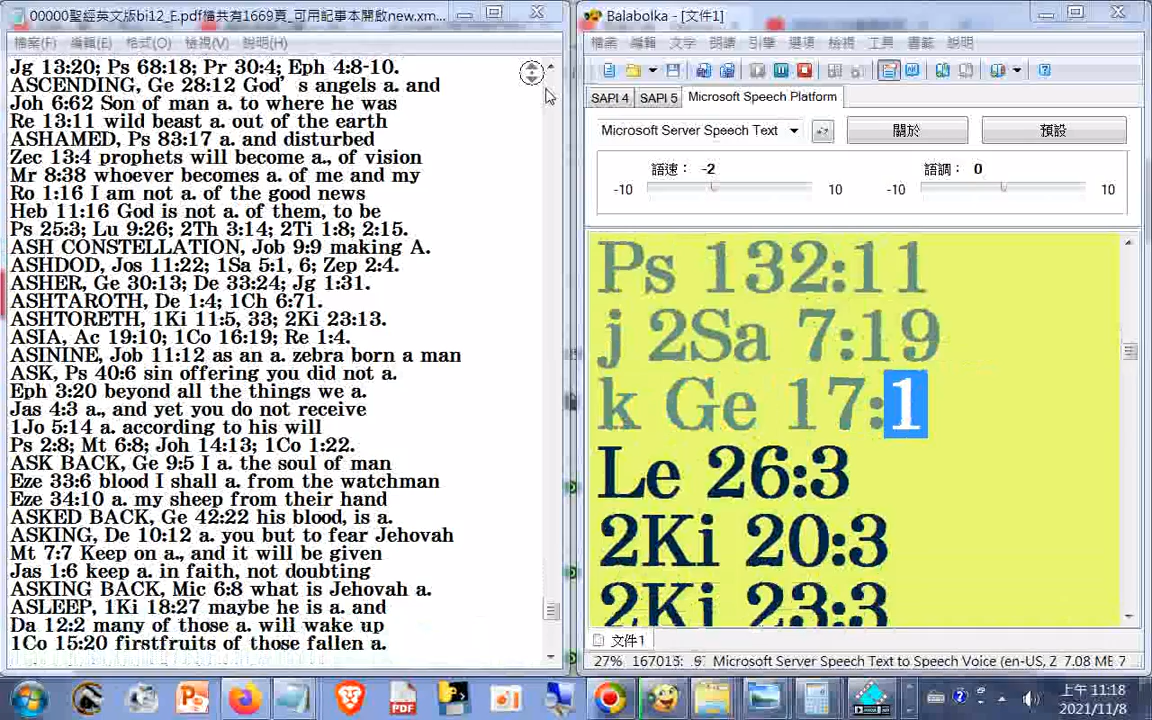 00000聖經英文版bi12_E.pdf檔共有1669頁_可用記事本開啟new.xm...
檔案(F) 編輯(E) 格式(O) 檢視(V) 說明(H)
Jg 13:20; Ps 68:18; Pr 30:4; Eph 4:8-10.
ASCENDING, Ge 28:12 God’s angels a. and
Joh 6:62 Son of man a. to where he was
Re 13:11 wild beast a. out of the earth
ASHAMED, Ps 83:17 a. and disturbed
Zec 13:4 prophets will become a., of vision
Mr 8:38 whoever becomes a. of me and my
Ro 1:16 I am not a. of the good news
Heb 11:16 God is not a. of them, to be
Ps 25:3; Lu 9:26; 2Th 3:14; 2Ti 1:8; 2:15.
ASH CONSTELLATION, Job 9:9 making A.
ASHDOD, Jos 11:22; 1Sa 5:1, 6; Zep 2:4.
ASHER, Ge 30:13; De 33:24; Jg 1:31.
ASHTAROTH, De 1:4; 1Ch 6:71.
ASHTORETH, 1Ki 11:5, 33; 2Ki 23:13.
ASIA, Ac 19:10; 1Co 16:19; Re 1:4.
ASININE, Job 11:12 as an a. zebra born a man
ASK, Ps 40:6 sin offering you did not a.
Eph 3:20 beyond all the things we a.
Jas 4:3 a., and yet you do not receive
1Jo 5:14 a. according to his will
Ps 2:8; Mt 6:8; Joh 14:13; 1Co 1:22.
ASK BACK, Ge 9:5 I a. the soul of man
Eze 33:6 blood I shall a. from the watchman
Eze 34:10 a. my sheep from their hand
ASKED BACK, Ge 42:22 his blood, is a.
ASKING, De 10:12 a. you but to fear Jehovah
Mt 7:7 Keep on a., and it will be given
Jas 1:6 keep a. in faith, not doubting
ASKING BACK, Mic 6:8 what is Jehovah a.
ASLEEP, 1Ki 18:27 maybe he is a. and
Da 12:2 many of those a. will wake up
1Co 15:20 firstfruits of those fallen a.
Balabolka - [文件1]
檔案 編輯 文字 朗讀 引擎 選項 檢視 工具 書籤 說明
SAPI 4 SAPI 5 Microsoft Speech Platform
Microsoft Server Speech Text 關於 預設
語速： -2 語調： 0
-10 10 -10 10
Ps 132:11
j 2Sa 7:19
k Ge 17:1
Le 26:3
2Ki 20:3
2Ki 23:3
文件1
27% 167013: Microsoft Server Speech Text to Speech Voice (en-US, Z 7.08 ME 7
PDF
上午 11:18
2021/11/8